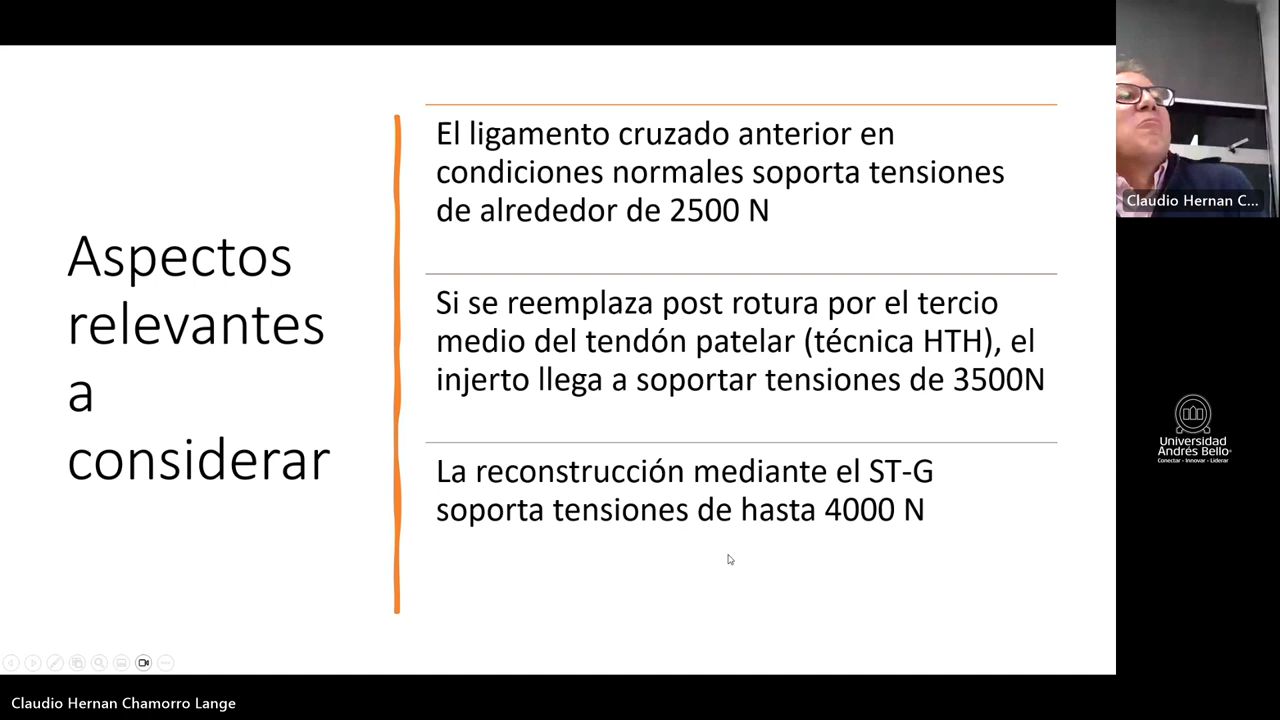 Aspectos
relevantes
a
considerar
El ligamento cruzado anterior en
condiciones normales soporta tensiones
de alrededor de 2500 N
Si se reemplaza post rotura por el tercio
medio del tendón patelar (técnica HTH), el
injerto llega a soportar tensiones de 3500N
La reconstrucción mediante el ST-G
soporta tensiones de hasta 4000 N
Claudio Hernan C...
Universidad
Andrés Bello
Conectar - Innovar - Liderar
Claudio Hernan Chamorro Lange